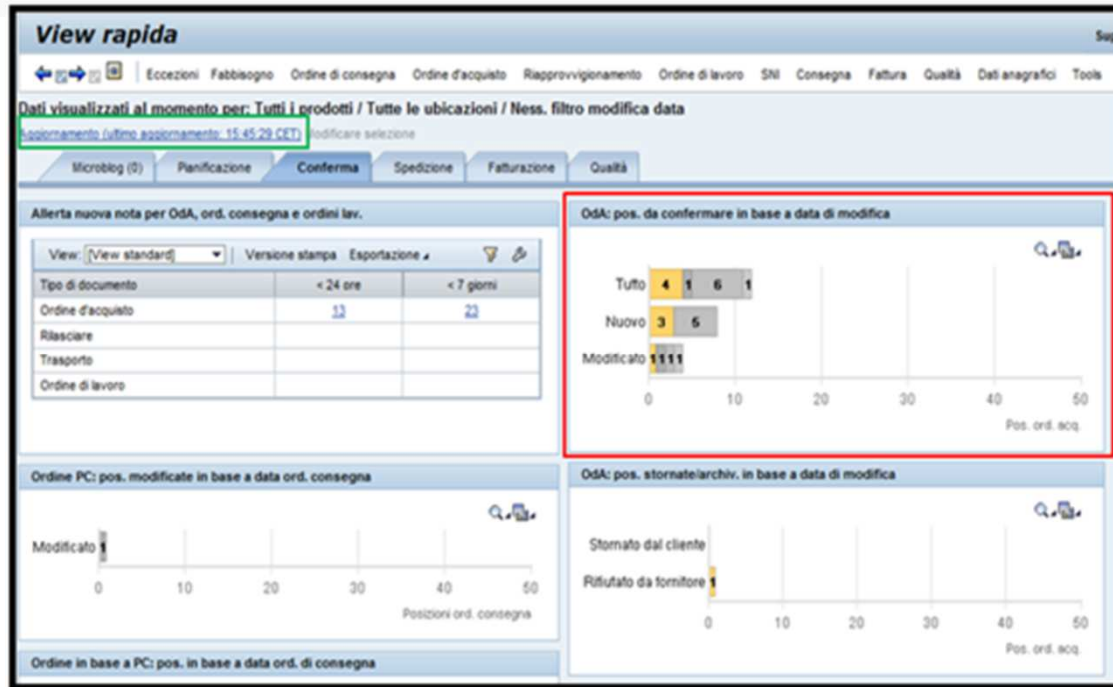 View rapida
Eccezioni Fabbisogno Ordine di consegna Ordine d'acquisto Riapprovvigionamento Ordine di lavoro SNI Consegna Fattura Qualità Dati anagrafici Tools
Dati visualizzati al momento per: Tutti i prodotti / Tutte le ubicazioni / Ness. filtro modifica data
Aggiornamento (ultimo aggiornamento: 15:45:29 CET) Modificare selezione
Microblog (0) Pianificazione Conferma Spedizione Fatturazione Qualità
Allerta nuova nota per OdA, ord. consegna e ordini lav.
View: [View standard] Versione stampa Esportazione
Tipo di documento < 24 ore < 7 giorni
Ordine d'acquisto 13 23
Rilasciare
Trasporto
Ordine di lavoro
OdA: pos. da confermare in base a data di modifica
Tutto 4 1 6 1
Nuovo 3 5
Modificato 1 1 1 1
0 10 20 30 40 50
Pos. ord. acq.
Ordine PC: pos. modificate in base a data ord. consegna
Modificato 1
0 10 20 30 40 50
Posizioni ord. consegna
OdA: pos. stornate/archiv. in base a data di modifica
Stornato dal cliente
Rifiutato da fornitore 1
0 10 20 30 40 50
Pos. ord. acq.
Ordine in base a PC: pos. in base a data ord. di consegna